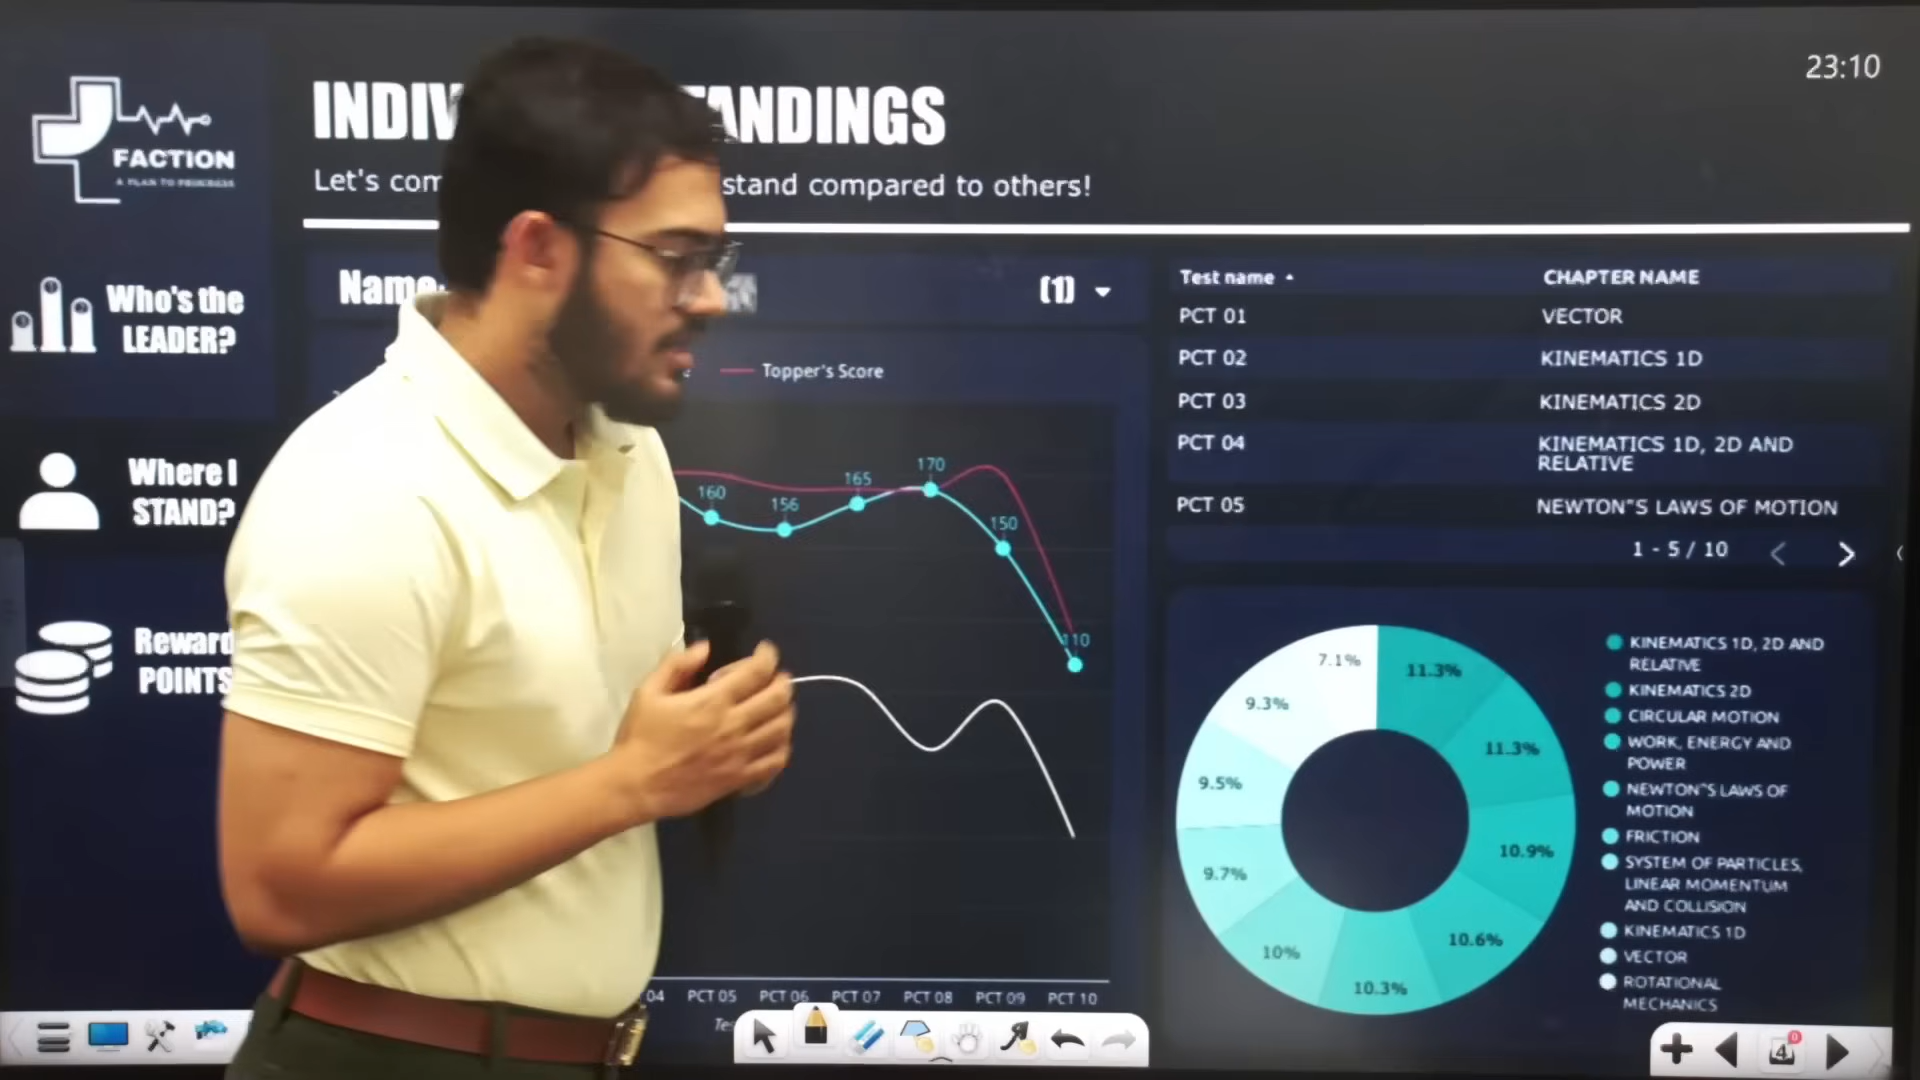 23:10
FACTION
A PLAN TO PROGRESS
INDIV ANDINGS
Let's com stand compared to others!
Who's the
LEADER?
Where I
STAND?
Reward
POINTS
Name:
(1)
Topper's Score
160
156
165
170
150
110
04 PCT 05 PCT 06 PCT 07 PCT 08 PCT 09 PCT 10
Test name CHAPTER NAME
PCT 01 VECTOR
PCT 02 KINEMATICS 1D
PCT 03 KINEMATICS 2D
PCT 04 KINEMATICS 1D, 2D AND
RELATIVE
PCT 05 NEWTON"S LAWS OF MOTION
1 - 5 / 10
7.1%
11.3%
9.3%
11.3%
9.5%
10.9%
9.7%
10.6%
10%
10.3%
KINEMATICS 1D, 2D AND
RELATIVE
KINEMATICS 2D
CIRCULAR MOTION
WORK, ENERGY AND
POWER
NEWTON"S LAWS OF
MOTION
FRICTION
SYSTEM OF PARTICLES,
LINEAR MOMENTUM
AND COLLISION
KINEMATICS 1D
VECTOR
ROTATIONAL
MECHANICS
4
0